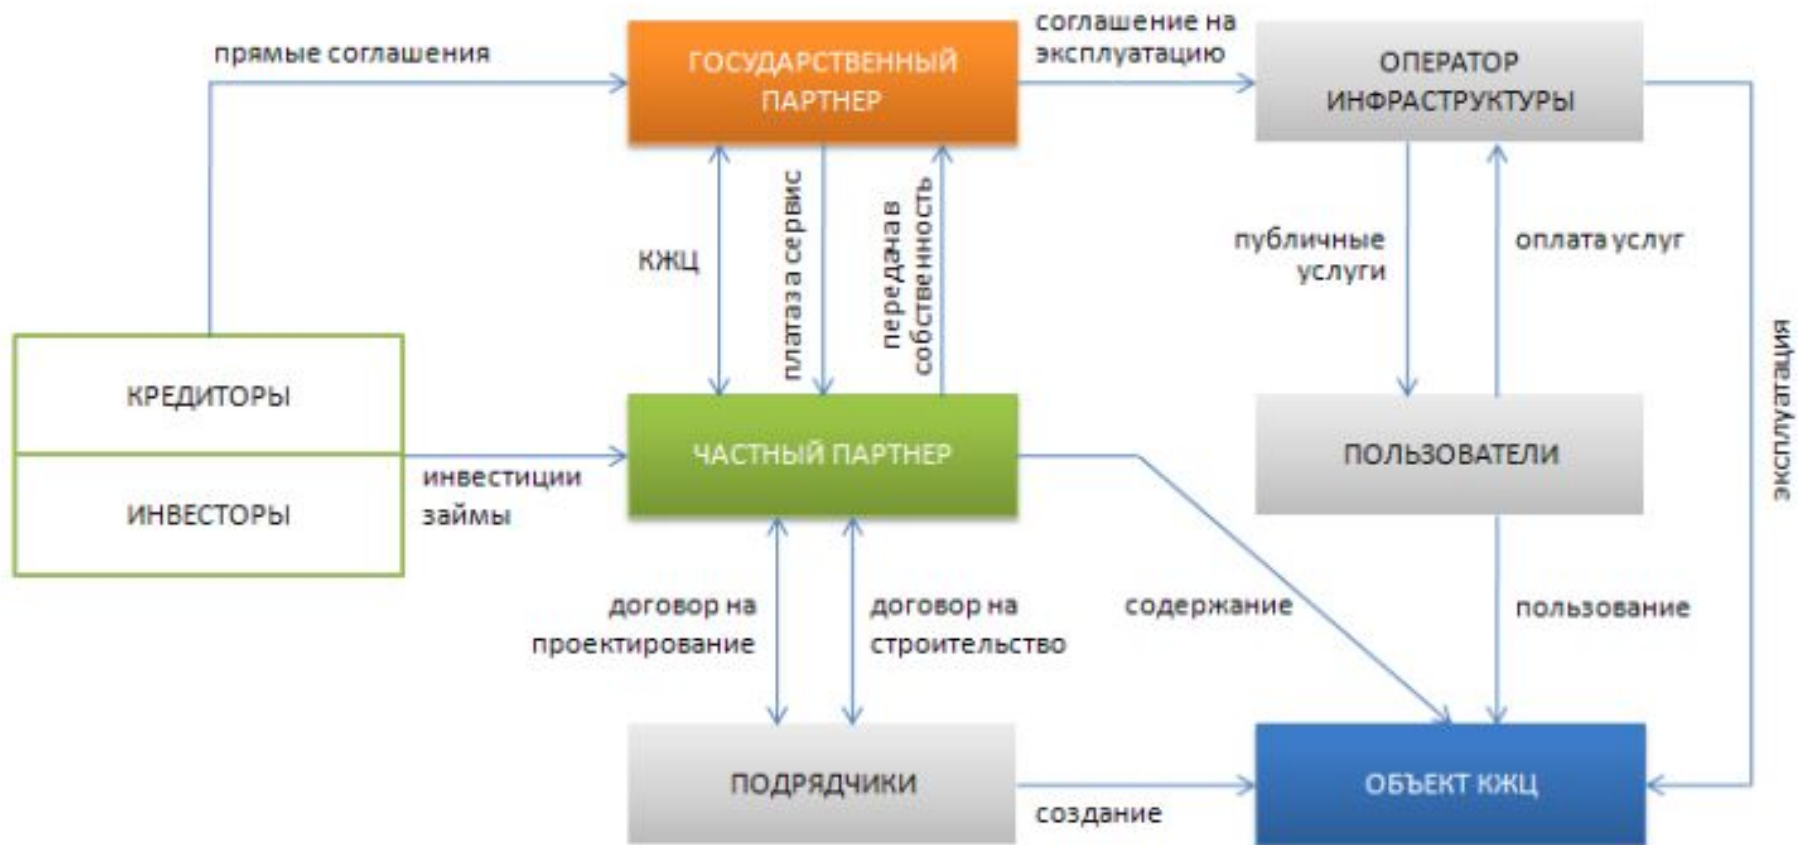 прямые соглашения
ГОСУДАРСТВЕННЫЙ
ПАРТНЕР
соглашение на
эксплуатацию
ОПЕРАТОР
ИНФРАСТРУКТУРЫ
КЖЦ
плата за сервис
передача в
собственность
публичные
услуги
оплата услуг
эксплуатация
КРЕДИТОРЫ
ИНВЕСТОРЫ
инвестиции
займы
ЧАСТНЫЙ ПАРТНЕР
ПОЛЬЗОВАТЕЛИ
договор на
проектирование
договор на
строительство
содержание
пользование
ПОДРЯДЧИКИ
создание
ОБЪЕКТ КЖЦ